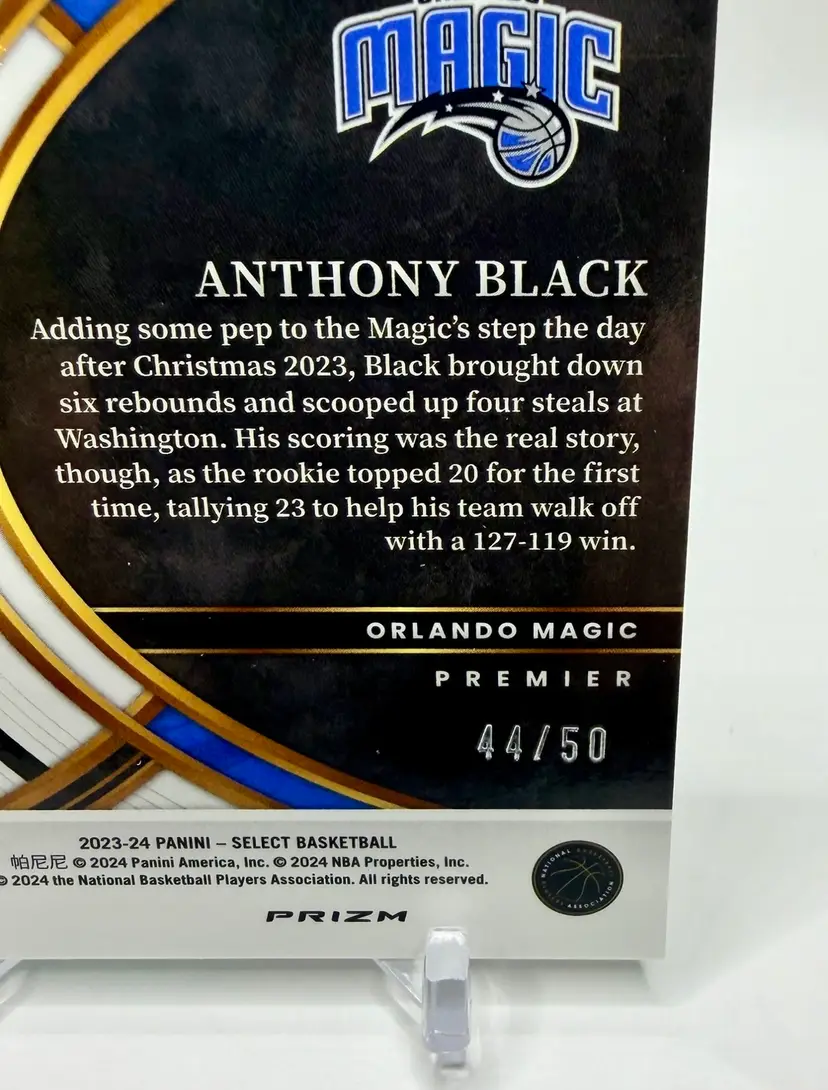 MAGIC
ANTHONY BLACK
Adding some pep to the Magic's step the day
after Christmas 2023, Black brought down
six rebounds and scooped up four steals at
Washington. His scoring was the real story,
though, as the rookie topped 20 for the first
time, tallying 23 to help his team walk off
with a 127-119 win.
ORLANDO MAGIC
PREMIER
44/50
2023-24 PANINI – SELECT BASKETBALL
帕尼尼 © 2024 Panini America, Inc. © 2024 NBA Properties, Inc.
© 2024 the National Basketball Players Association. All rights reserved.
NATIONAL BASKETBALL
PLAYERS ASSOCIATION
PRIZM